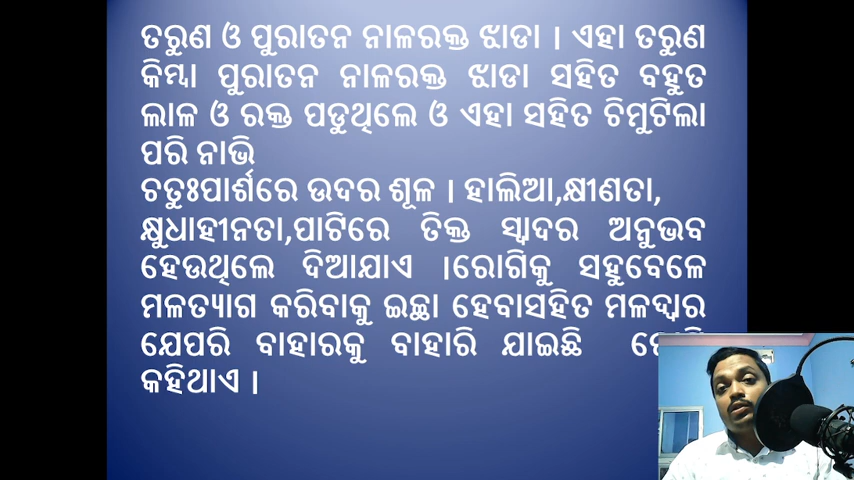 ତରୁଣ ଓ ପୁରାତନ ନାଳରକ୍ତ ଝାଡା । ଏହା ତରୁଣ
କିମ୍ବା ପୁରାତନ ନାଳରକ୍ତ ଝାଡା ସହିତ ବହୁତ
ଲାଳ ଓ ରକ୍ତ ପଡୁଥିଲେ ଓ ଏହା ସହିତ ଚିମୁଟିଲା
ପରି ନାଭି
ଚତୁଃପାର୍ଶରେ ଉଦର ଶୂଳ । ହାଲିଆ,କ୍ଷୀଣତା,
କ୍ଷୁଧାହୀନତା,ପାଟିରେ ତିକ୍ତ ସ୍ୱାଦର ଅନୁଭବ
ହେଉଥିଲେ ଦିଆଯାଏ ।ରୋଗିକୁ ସବୁବେଳେ
ମଳତ୍ୟାଗ କରିବାକୁ ଇଚ୍ଛା ହେବାସହିତ ମଳଦ୍ୱାର
ଯେପରି ବାହାରକୁ ବାହାରି ଯାଇଛି
କହିଥାଏ ।